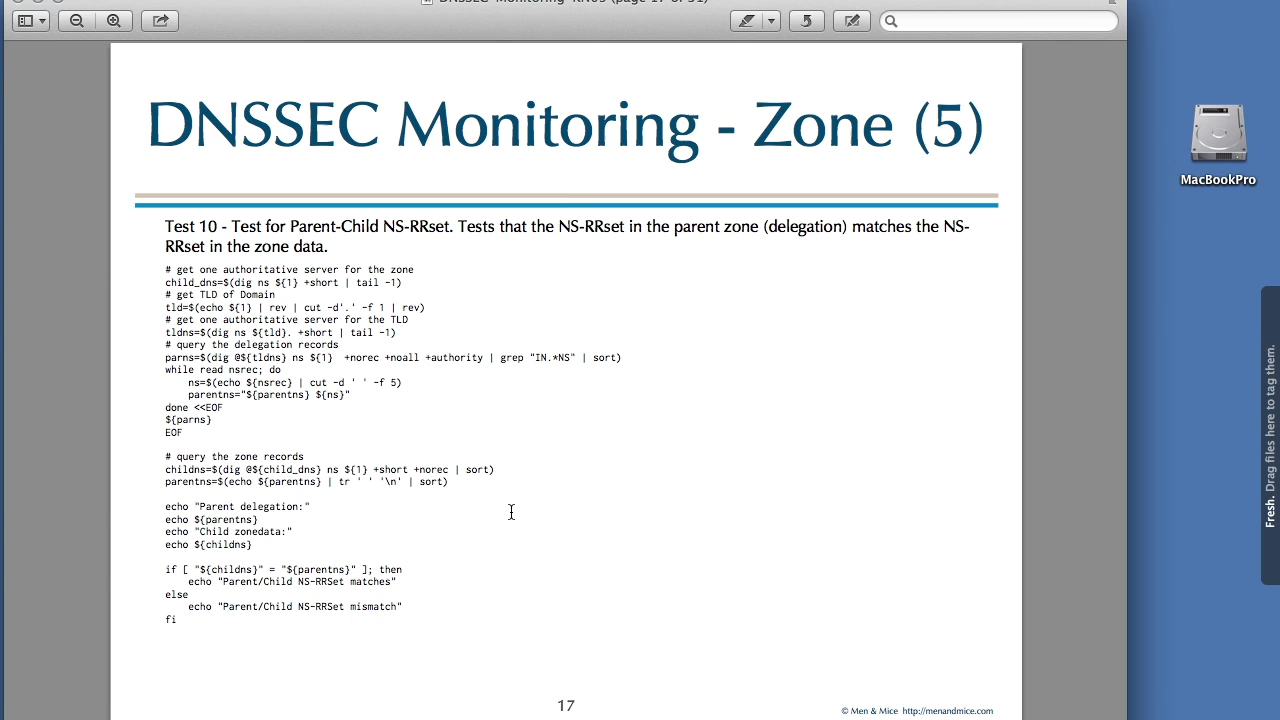 DNSSEC Monitoring - Zone (5)
Test 10 - Test for Parent-Child NS-RRset. Tests that the NS-RRset in the parent zone (delegation) matches the NS-
RRset in the zone data.
# get one authoritative server for the zone
child_dns=$(dig ns ${1} +short | tail -1)
# get TLD of Domain
tld=$(echo ${1} | rev | cut -d'.' -f 1 | rev)
# get one authoritative server for the TLD
tldns=$(dig ns ${tld}. +short | tail -1)
# query the delegation records
parns=$(dig @${tldns} ns ${1}  +norec +noall +authority | grep "IN.*NS" | sort)
while read nsrec; do
    ns=$(echo ${nsrec} | cut -d ' ' -f 5)
    parentns="${parentns} ${ns}"
done <<EOF
${parns}
EOF
# query the zone records
childns=$(dig @${child_dns} ns ${1} +short +norec | sort)
parentns=$(echo ${parentns} | tr ' ' '\n' | sort)
echo "Parent delegation:"
echo ${parentns}
echo "Child zonedata:"
echo ${childns}
if [ "${childns}" = "${parentns}" ]; then
    echo "Parent/Child NS-RRSet matches"
else
    echo "Parent/Child NS-RRSet mismatch"
fi
17
© Men & Mice http://menandmice.com
MacBookPro
Fresh. Drag files here to tag them.